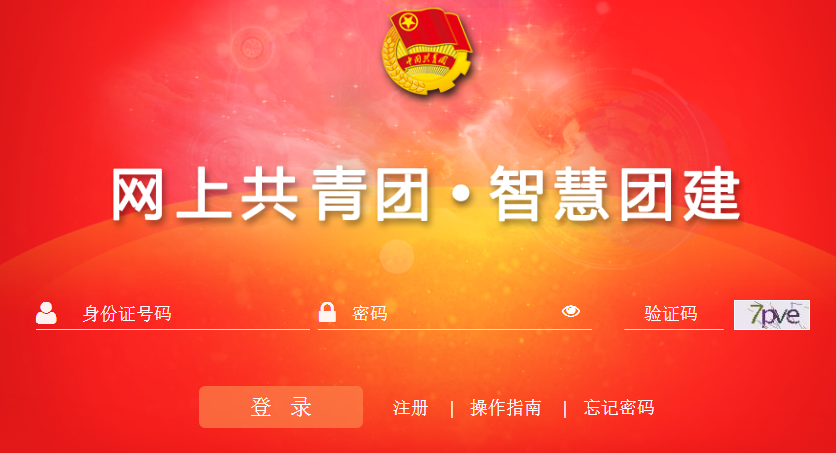 中国共青团
网上共青团·智慧团建
身份证号码 密码 验证码 7pve
登 录 注册 | 操作指南 | 忘记密码